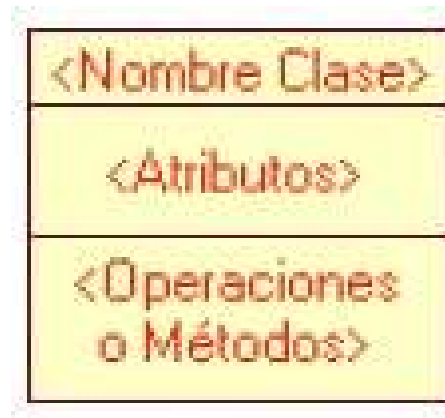 <Nombre Clase>
<Atributos>
<Operaciones
o Métodos>